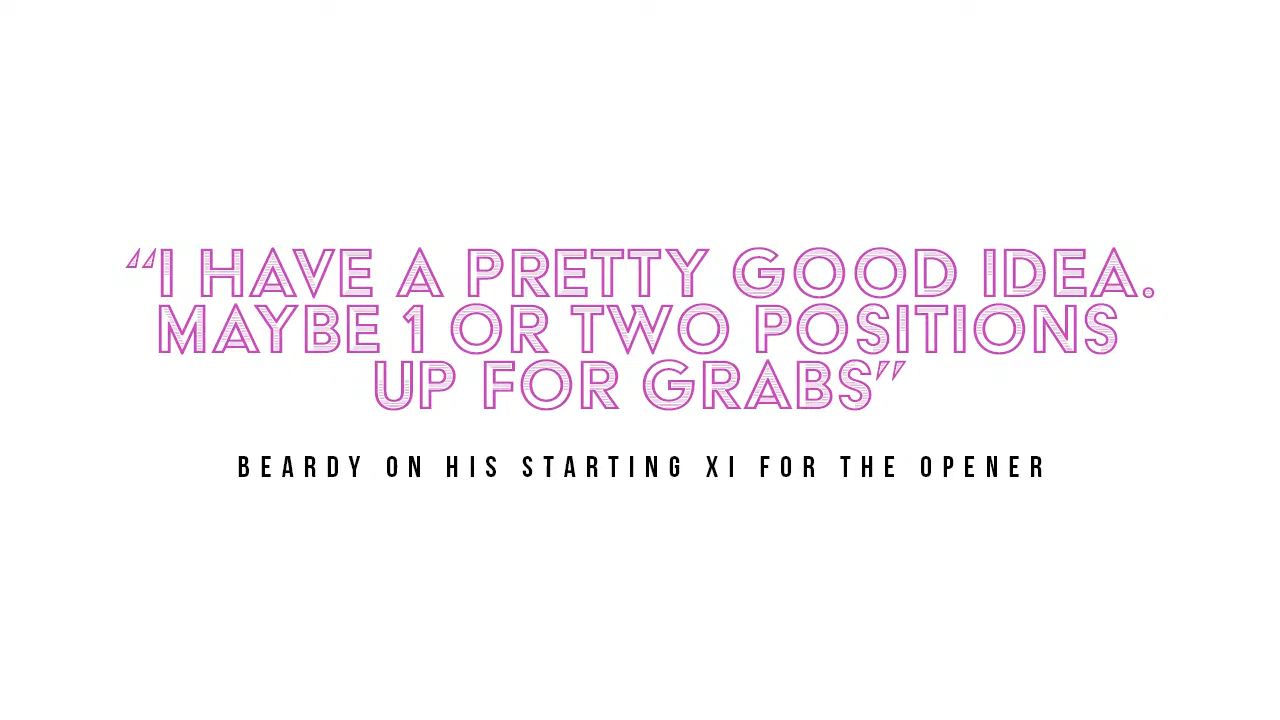 “I HAVE A PRETTY GOOD IDEA.
MAYBE 1 OR TWO POSITIONS
UP FOR GRABS”
BEARDY ON HIS STARTING XI FOR THE OPENER